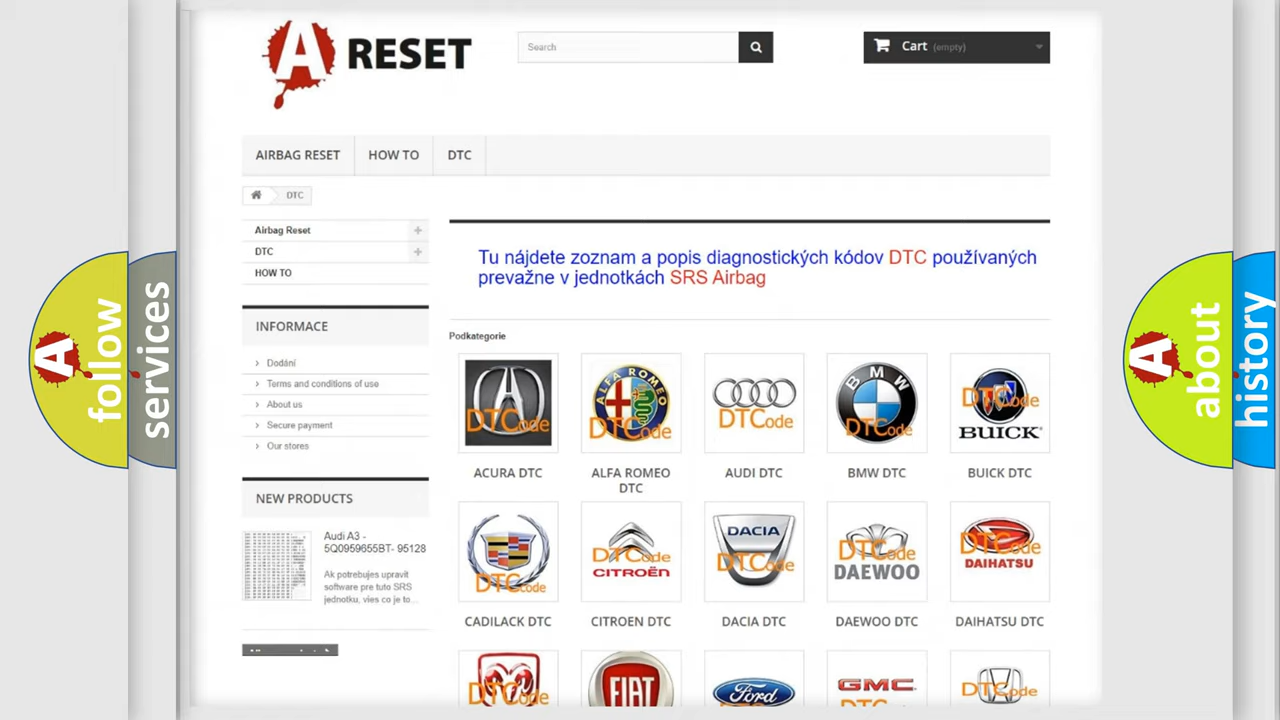 A RESET
Search
Cart (empty)
AIRBAG RESET
HOW TO
DTC
DTC
Airbag Reset
DTC
HOW TO
Tu nájdete zoznam a popis diagnostických kódov DTC používaných
prevažne v jednotkách SRS Airbag
INFORMACE
Dodání
Terms and conditions of use
About us
Secure payment
Our stores
Podkategorie
DTCode
ALFA ROMEO
DTCode
DTCode
BMW
DTCode
DTCode
BUICK
ACURA DTC
ALFA ROMEO
DTC
AUDI DTC
BMW DTC
BUICK DTC
NEW PRODUCTS
Audi A3 -
5Q0959655BT- 95128
Ak potrebujes upravit
software pre tuto SRS
jednotku, vies co je to...
DTCode
DTCode
CITROËN
DACIA
DTCode
DTCode
DAEWOO
DTCode
DAIHATSU
CADILACK DTC
CITROEN DTC
DACIA DTC
DAEWOO DTC
DAIHATSU DTC
DTCode
FIAT
Ford
GMC
DTCode
A follow
services
A about
history